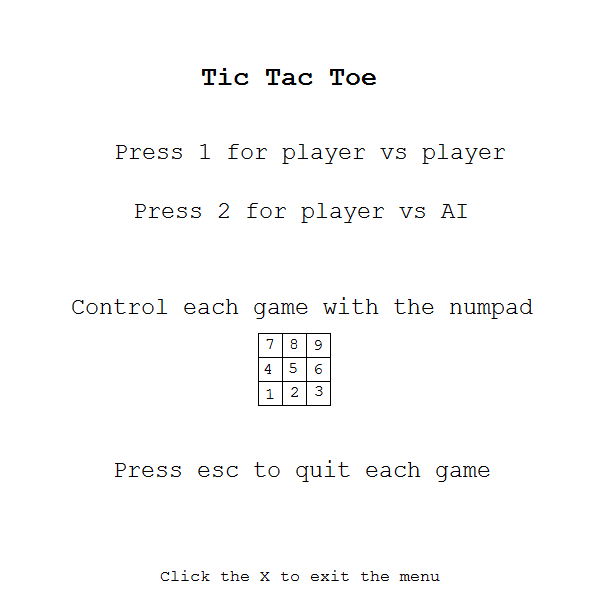 Tic Tac Toe
Press 1 for player vs player
Press 2 for player vs AI
Control each game with the numpad
7 8 9
4 5 6
1 2 3
Press esc to quit each game
Click the X to exit the menu